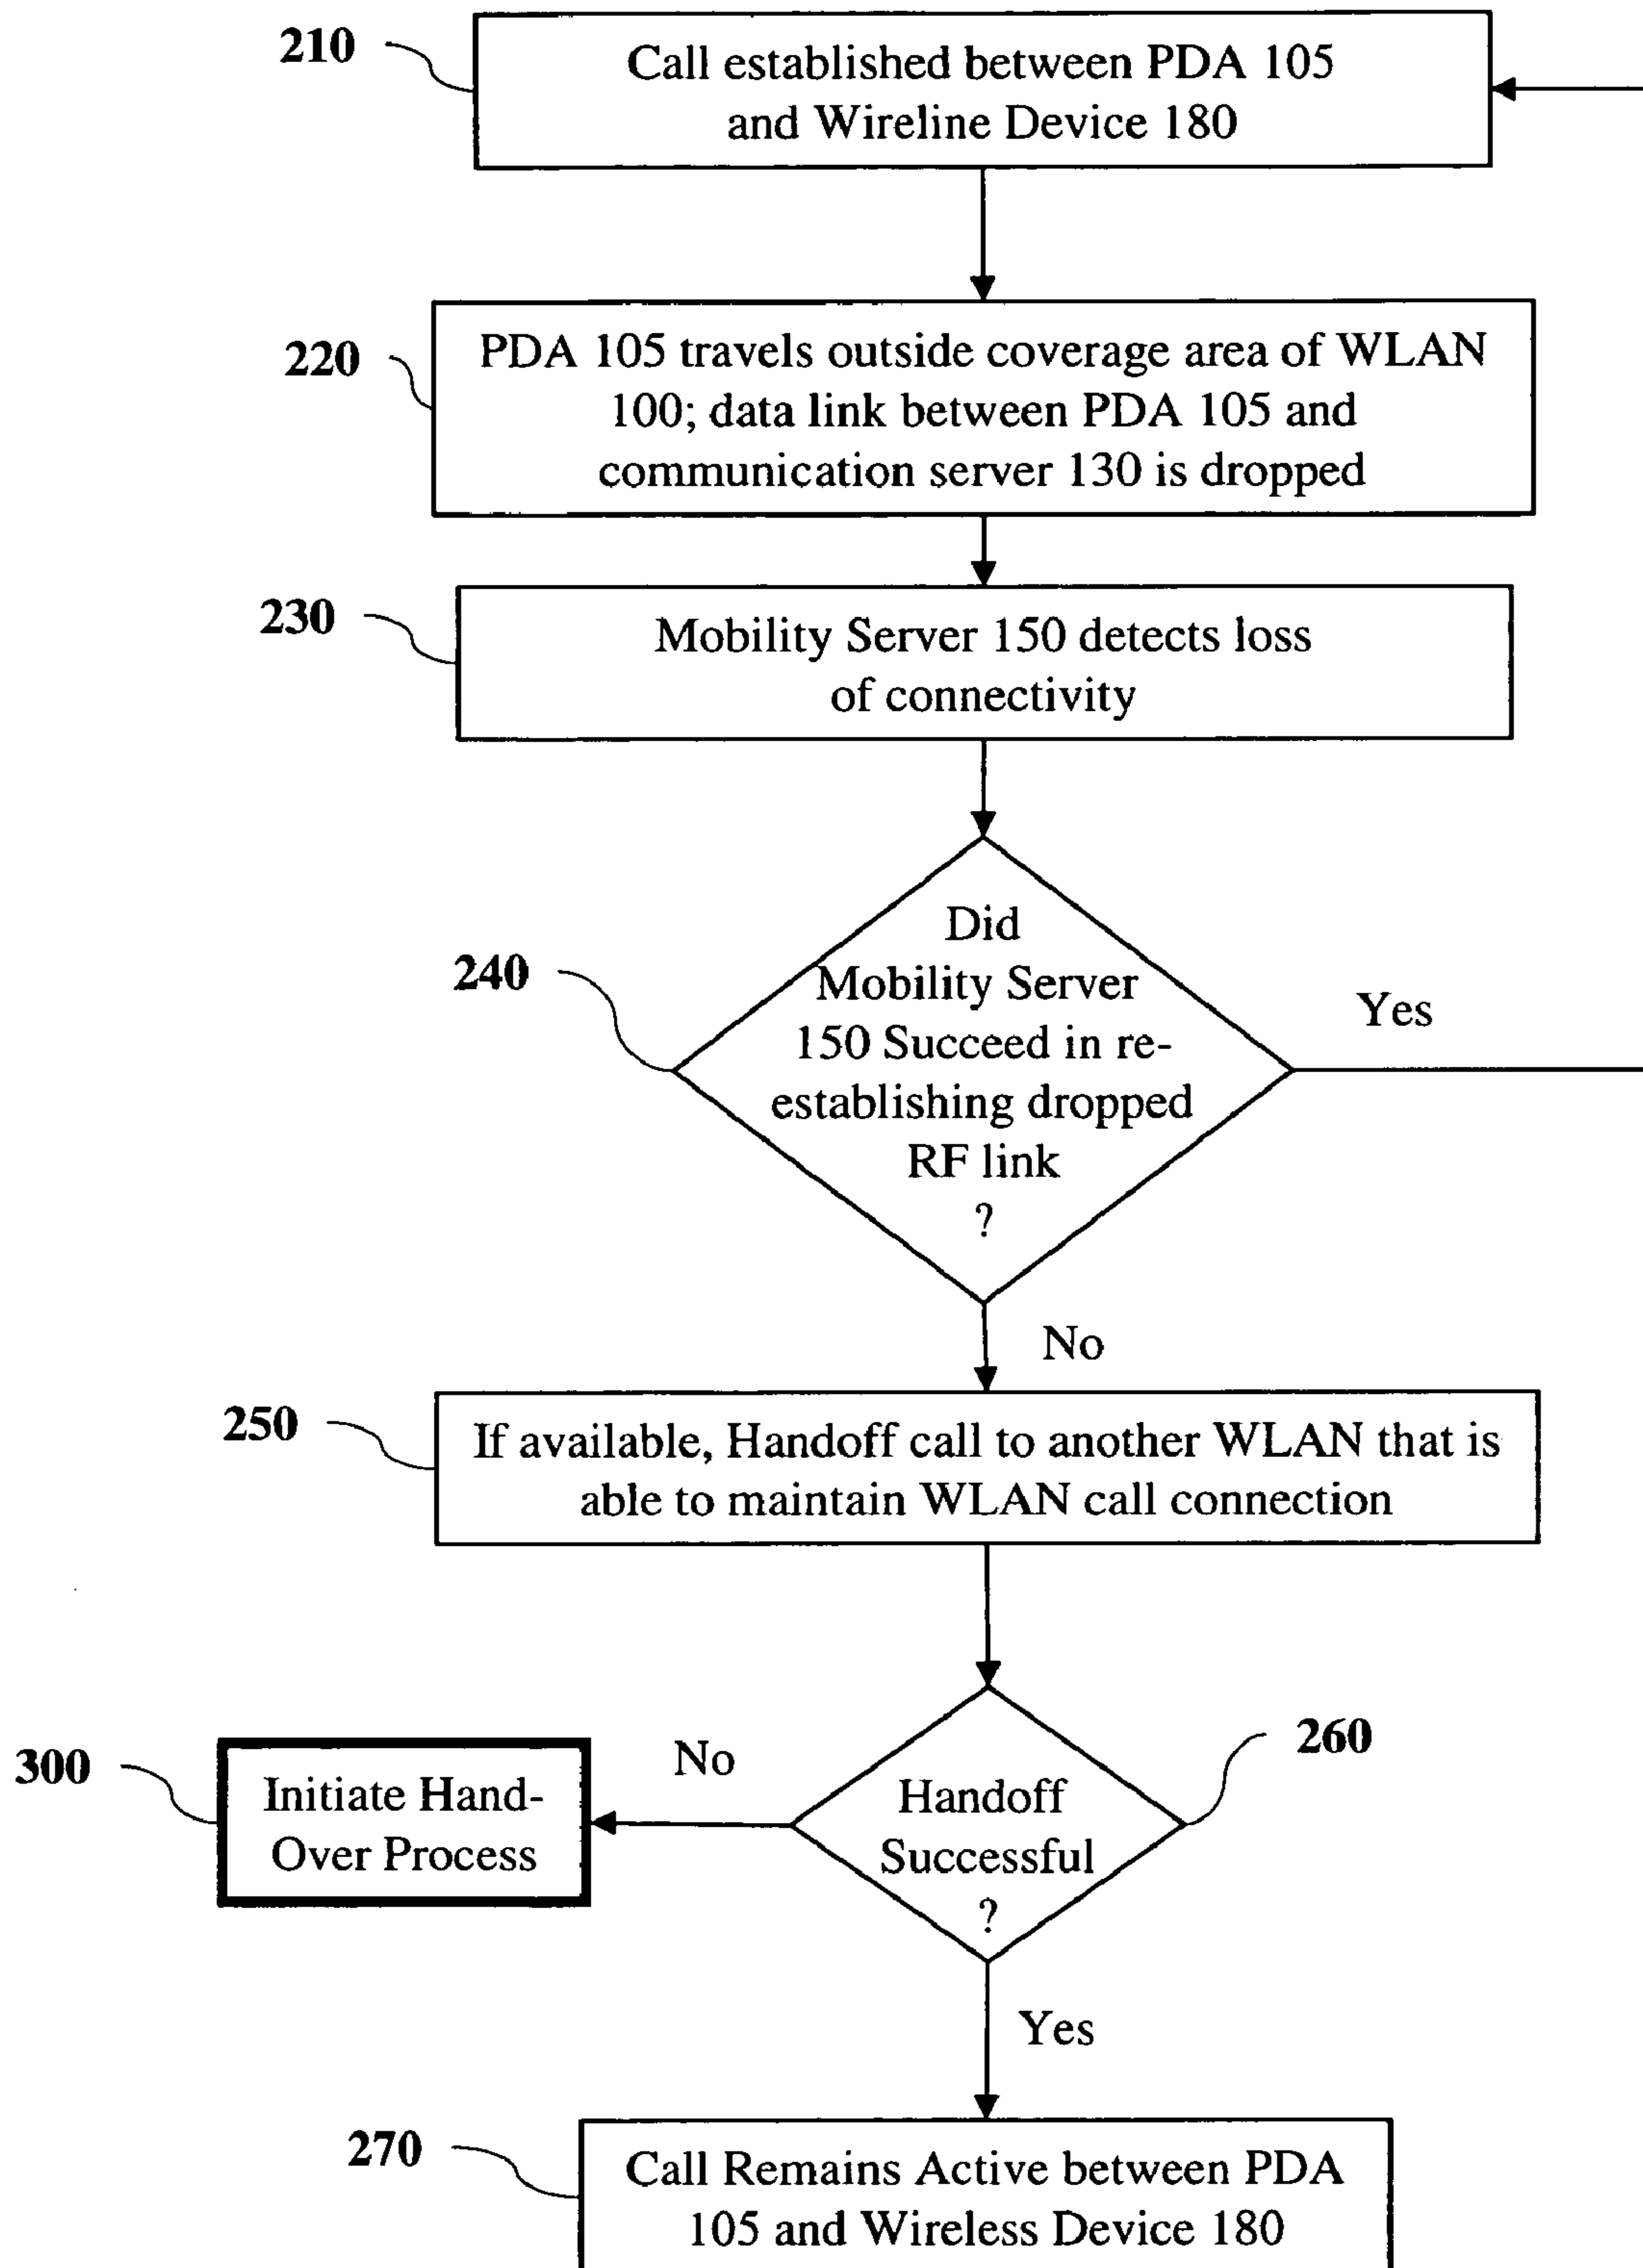 210
Call established between PDA 105
and Wireline Device 180
220
PDA 105 travels outside coverage area of WLAN
100; data link between PDA 105 and
communication server 130 is dropped
230
Mobility Server 150 detects loss
of connectivity
240
Did
Mobility Server
150 Succeed in re-
establishing dropped
RF link
?
Yes
No
250
If available, Handoff call to another WLAN that is
able to maintain WLAN call connection
260
Handoff
Successful
?
No
300
Initiate Hand-
Over Process
Yes
270
Call Remains Active between PDA
105 and Wireless Device 180